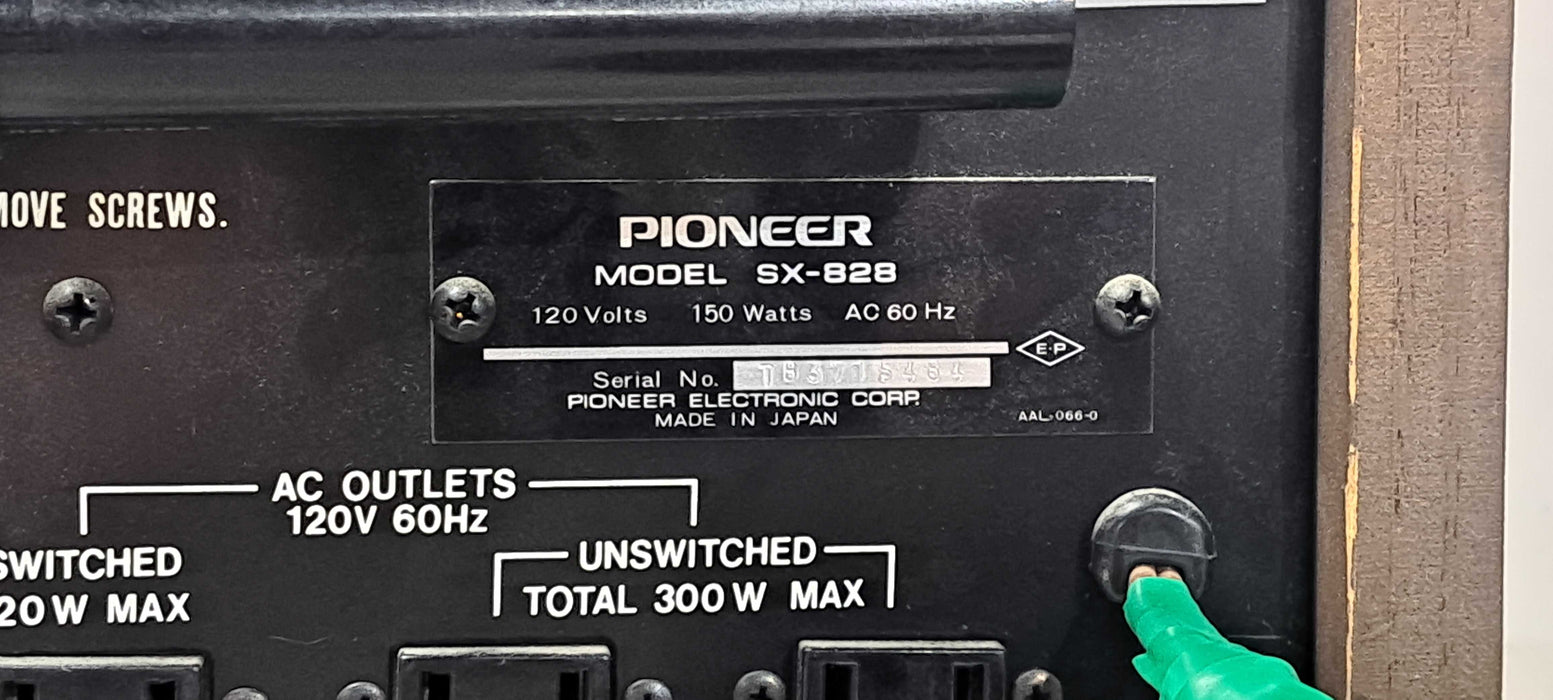 MOVE SCREWS.
PIONEER
MODEL SX-828
120 Volts 150 Watts AC 60 Hz
E·P
Serial No.
PIONEER ELECTRONIC CORP.
MADE IN JAPAN
AAL-066-0
AC OUTLETS
120V 60Hz
SWITCHED
20W MAX
UNSWITCHED
TOTAL 300W MAX